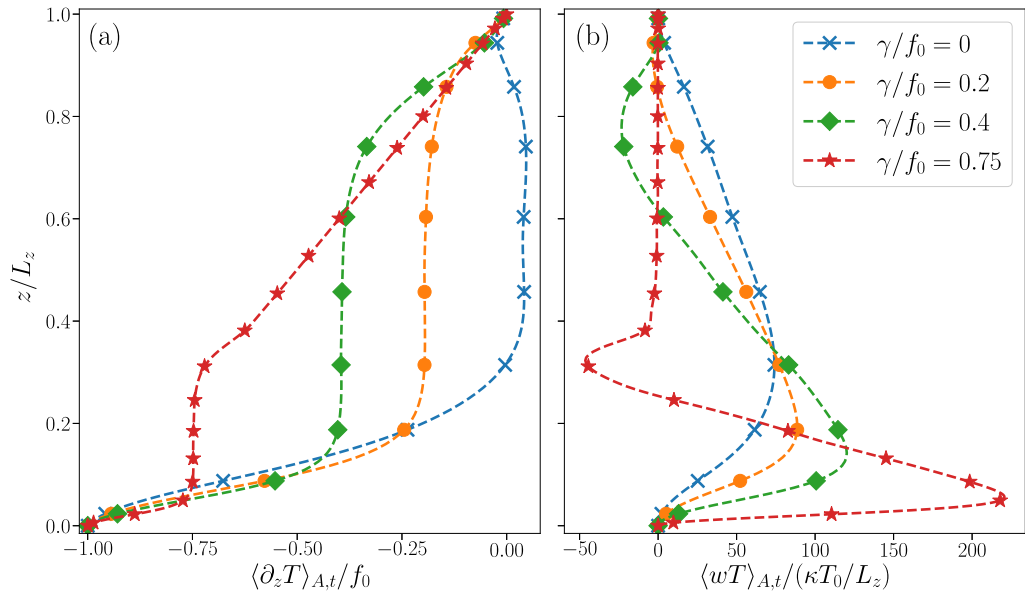 (a)
1.0
0.8
0.6
0.4
0.2
0.0
z/L_z
−1.00 −0.75 −0.50 −0.25 0.00
⟨∂_z T⟩_{A,t}/f_0
(b)
γ/f_0 = 0
γ/f_0 = 0.2
γ/f_0 = 0.4
γ/f_0 = 0.75
−50 0 50 100 150 200
⟨wT⟩_{A,t}/(κT_0/L_z)